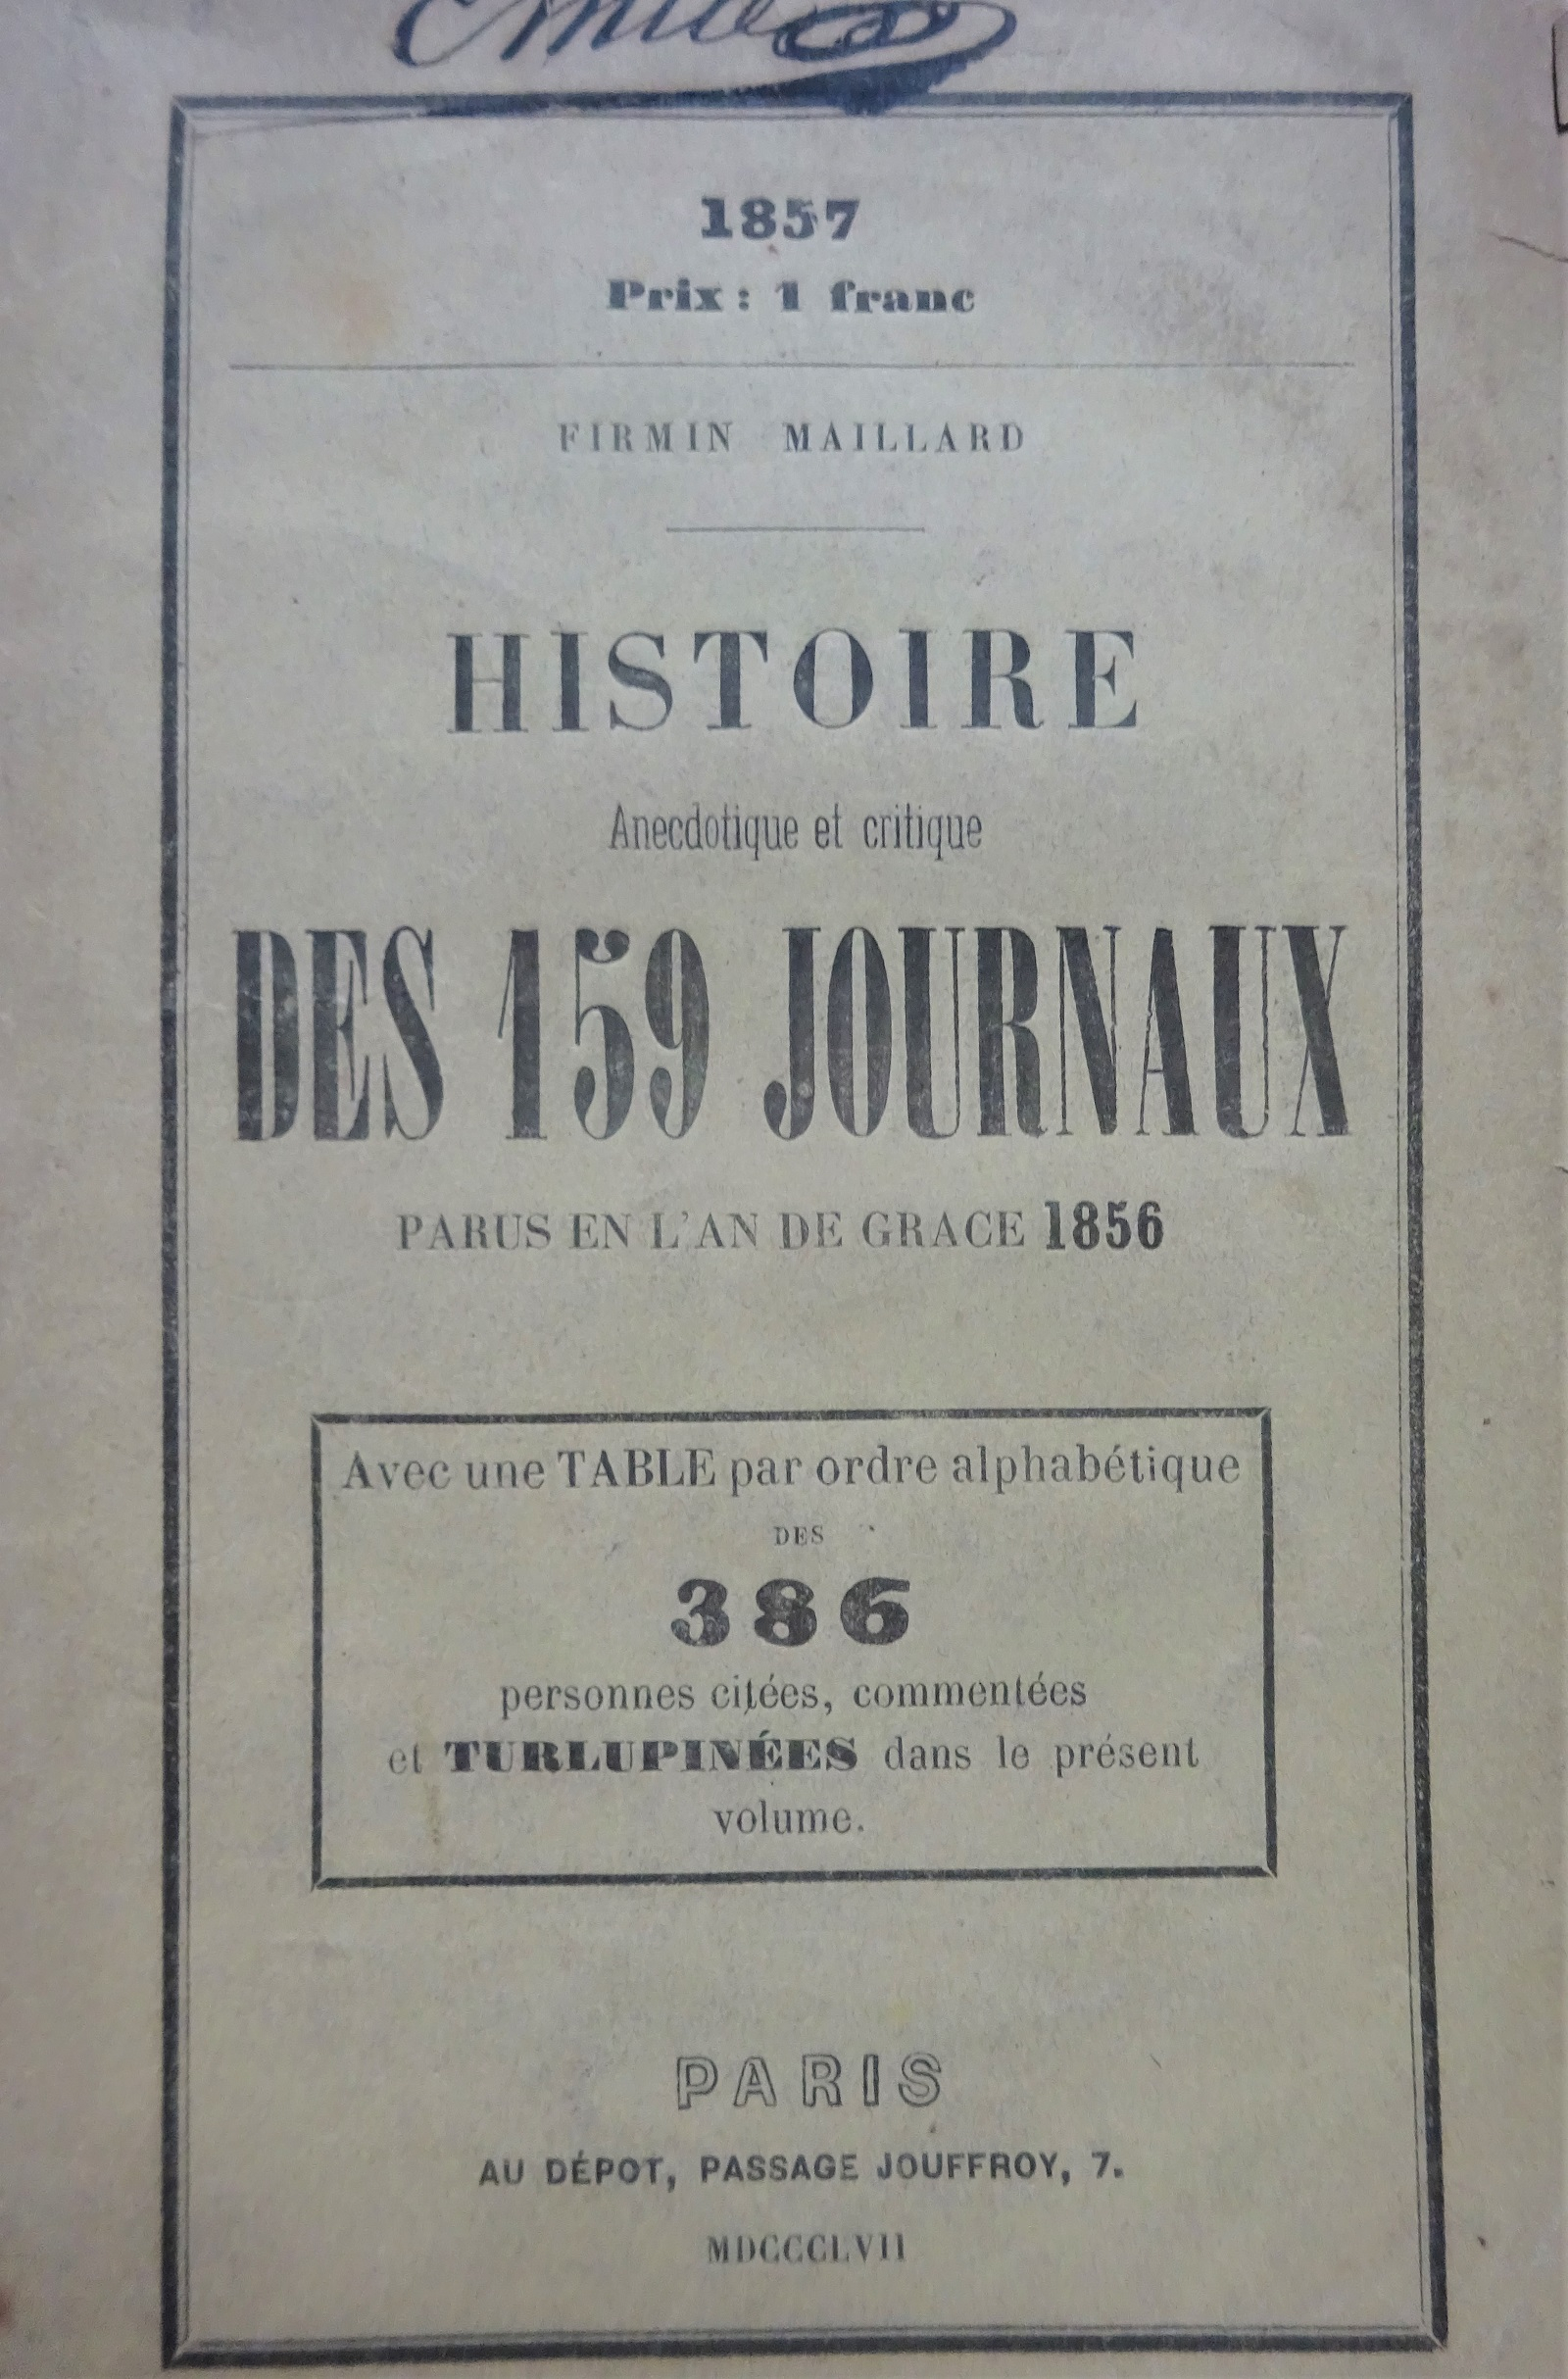 1857
Prix : 1 franc
FIRMIN MAILLARD
HISTOIRE
Anecdotique et critique
DES 159 JOURNAUX
PARUS EN L'AN DE GRACE 1856
Avec une TABLE par ordre alphabétique
DES
386
personnes citées, commentées
et TURLUPINÉES dans le présent
volume.
PARIS
AU DÉPOT, PASSAGE JOUFFROY, 7.
MDCCCLVII